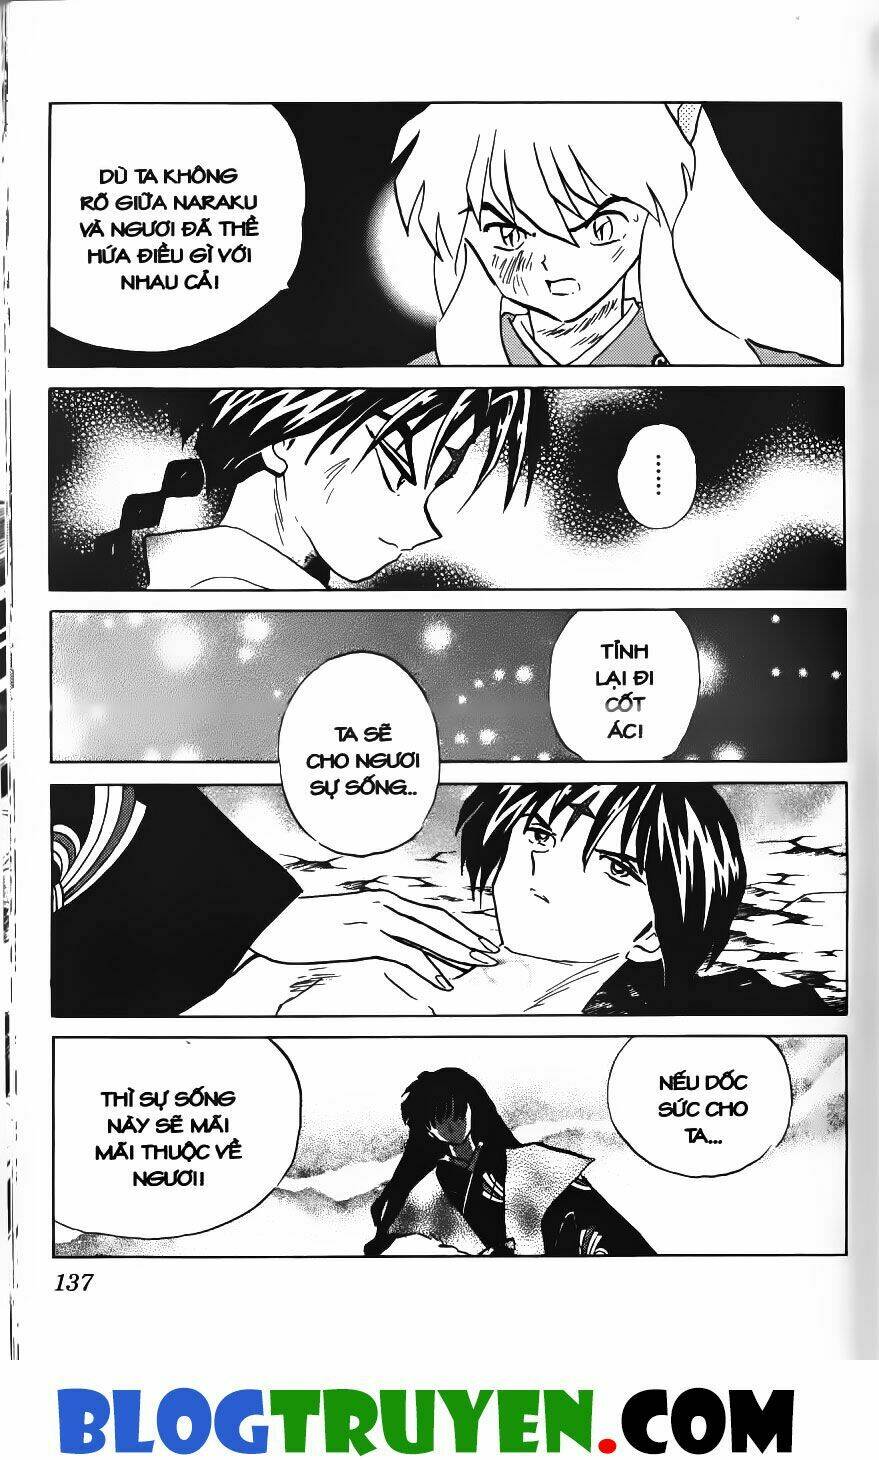 DÙ TA KHÔNG
RÕ GIỮA NARAKU
VÀ NGƯƠI ĐÃ THỀ
HỨA ĐIỀU GÌ VỚI
NHAU CẢ!
......
TỈNH
LẠI ĐI
CỐT
ÁC!
TA SẼ
CHO NGƯƠI
SỰ SỐNG...
NẾU DỐC
SỨC CHO
TA...
THÌ SỰ SỐNG
NÀY SẼ MÃI
MÃI THUỘC VỀ
NGƯƠI!
137
BLOGTRUYEN.COM